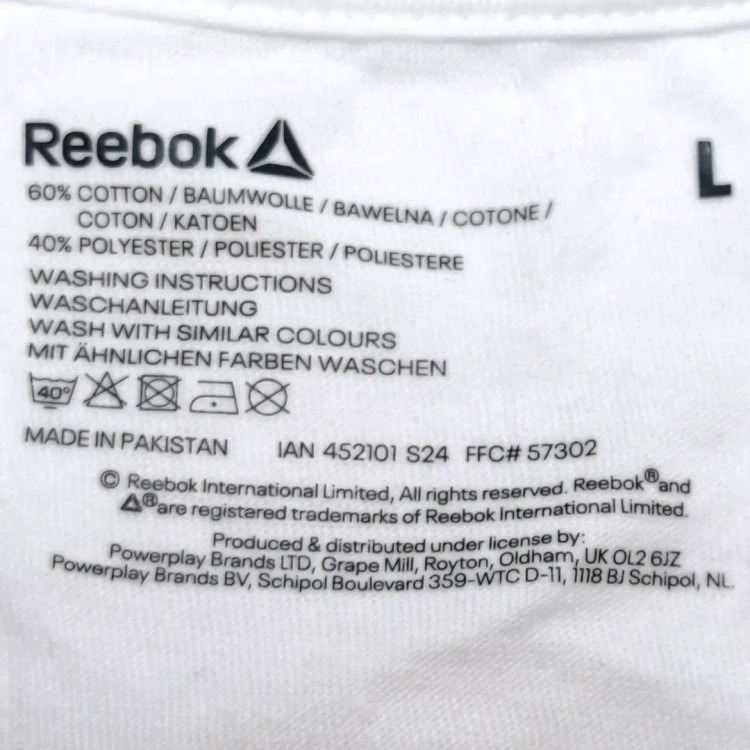 Reebok
L
60% COTTON / BAUMWOLLE / BAWELNA / COTONE /
COTON / KATOEN
40% POLYESTER / POLIESTER / POLIESTERE
WASHING INSTRUCTIONS
WASCHANLEITUNG
WASH WITH SIMILAR COLOURS
MIT ÄHNLICHEN FARBEN WASCHEN
40°
MADE IN PAKISTAN IAN 452101 S24 FFC# 57302
© Reebok International Limited, All rights reserved. Reebok® and
® are registered trademarks of Reebok International Limited.
Produced & distributed under license by:
Powerplay Brands LTD, Grape Mill, Royton, Oldham, UK OL2 6JZ
Powerplay Brands BV, Schipol Boulevard 359-WTC D-11, 1118 BJ Schipol, NL.